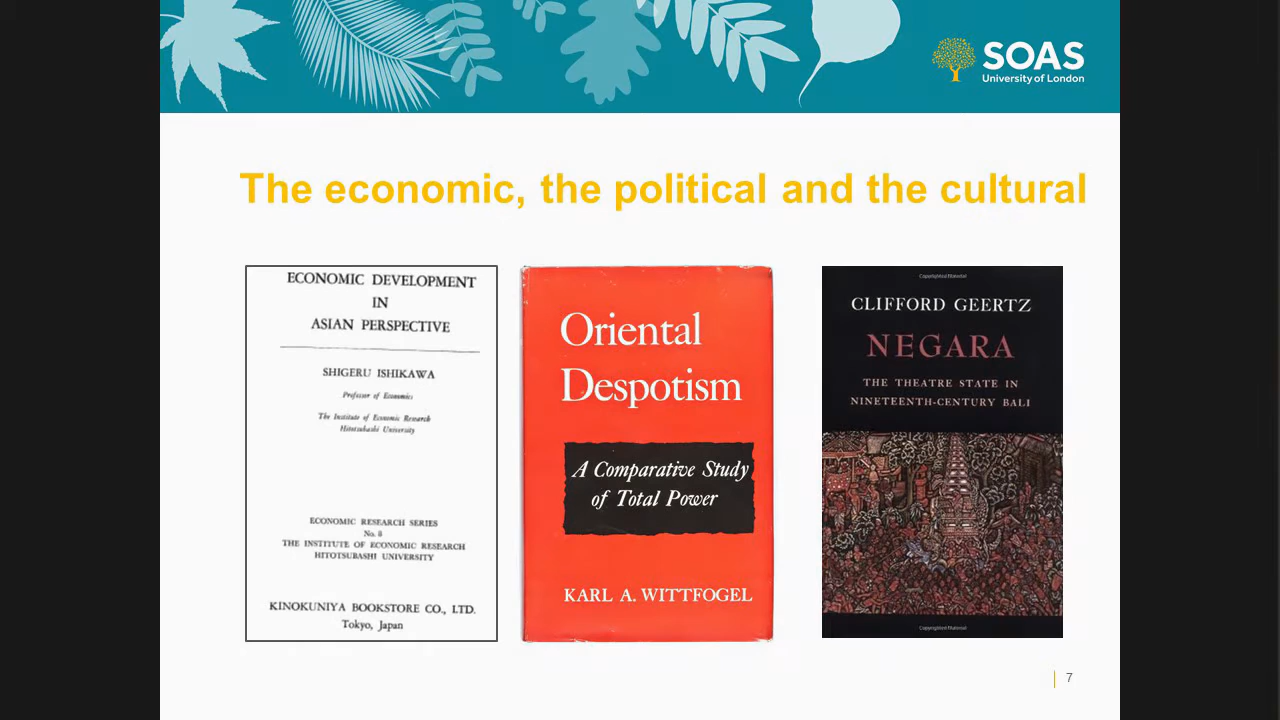 SOAS
University of London
The economic, the political and the cultural
ECONOMIC DEVELOPMENT
IN
ASIAN PERSPECTIVE
SHIGERU ISHIKAWA
Professor of Economics
The Institute of Economic Research
Hitotsubashi University
ECONOMIC RESEARCH SERIES
No. 8
THE INSTITUTE OF ECONOMIC RESEARCH
HITOTSUBASHI UNIVERSITY
KINOKUNIYA BOOKSTORE CO., LTD.
Tokyo, Japan
Oriental
Despotism
A Comparative Study
of Total Power
KARL A. WITTFOGEL
Copyrighted Material
CLIFFORD GEERTZ
NEGARA
THE THEATRE STATE IN
NINETEENTH-CENTURY BALI
Copyrighted Material
7